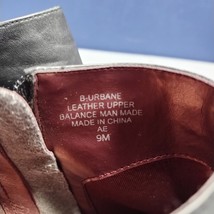 B-URBANE
LEATHER UPPER
BALANCE MAN MADE
MADE IN CHINA
AE
9M